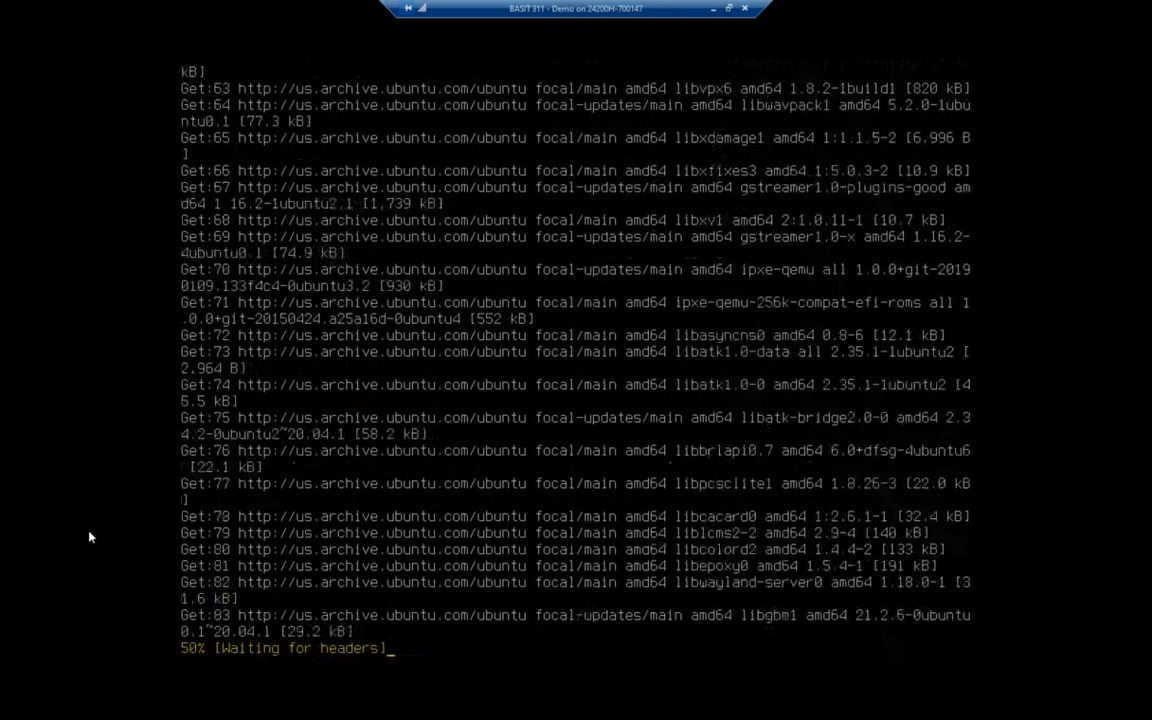 BASIT 311 - Demo on 24200H-700147
kB]
Get:63 http://us.archive.ubuntu.com/ubuntu focal/main amd64 libvpx6 amd64 1.8.2-1build1 [820 kB]
Get:64 http://us.archive.ubuntu.com/ubuntu focal-updates/main amd64 libwavpack1 amd64 5.2.0-1ubu
ntu0.1 [77.3 kB]
Get:65 http://us.archive.ubuntu.com/ubuntu focal/main amd64 libxdamage1 amd64 1:1.1.5-2 [6,996 B
]
Get:66 http://us.archive.ubuntu.com/ubuntu focal/main amd64 libxfixes3 amd64 1:5.0.3-2 [10.9 kB]
Get:67 http://us.archive.ubuntu.com/ubuntu focal-updates/main amd64 gstreamer1.0-plugins-good am
d64 1.16.2-1ubuntu2.1 [1,739 kB]
Get:68 http://us.archive.ubuntu.com/ubuntu focal/main amd64 libxv1 amd64 2:1.0.11-1 [10.7 kB]
Get:69 http://us.archive.ubuntu.com/ubuntu focal-updates/main amd64 gstreamer1.0-x amd64 1.16.2-
4ubuntu0.1 [74.9 kB]
Get:70 http://us.archive.ubuntu.com/ubuntu focal-updates/main amd64 ipxe-qemu all 1.0.0+git-2019
0109.133f4c4-0ubuntu3.2 [930 kB]
Get:71 http://us.archive.ubuntu.com/ubuntu focal/main amd64 ipxe-qemu-256k-compat-efi-roms all 1
.0.0+git-20150424.a25a16d-0ubuntu4 [552 kB]
Get:72 http://us.archive.ubuntu.com/ubuntu focal/main amd64 libasyncns0 amd64 0.8-6 [12.1 kB]
Get:73 http://us.archive.ubuntu.com/ubuntu focal/main amd64 libatk1.0-data all 2.35.1-1ubuntu2 [
2,964 B]
Get:74 http://us.archive.ubuntu.com/ubuntu focal/main amd64 libatk1.0-0 amd64 2.35.1-1ubuntu2 [4
5.5 kB]
Get:75 http://us.archive.ubuntu.com/ubuntu focal-updates/main amd64 libatk-bridge2.0-0 amd64 2.3
4.2-0ubuntu2~20.04.1 [58.2 kB]
Get:76 http://us.archive.ubuntu.com/ubuntu focal/main amd64 libbrlapi0.7 amd64 6.0+dfsg-4ubuntu6
[22.1 kB]
Get:77 http://us.archive.ubuntu.com/ubuntu focal/main amd64 libpcsclite1 amd64 1.8.26-3 [22.0 kB
]
Get:78 http://us.archive.ubuntu.com/ubuntu focal/main amd64 libcacard0 amd64 1:2.6.1-1 [32.4 kB]
Get:79 http://us.archive.ubuntu.com/ubuntu focal/main amd64 liblcms2-2 amd64 2.9-4 [140 kB]
Get:80 http://us.archive.ubuntu.com/ubuntu focal/main amd64 libcolord2 amd64 1.4.4-2 [133 kB]
Get:81 http://us.archive.ubuntu.com/ubuntu focal/main amd64 libepoxy0 amd64 1.5.4-1 [191 kB]
Get:82 http://us.archive.ubuntu.com/ubuntu focal/main amd64 libwayland-server0 amd64 1.18.0-1 [3
1.6 kB]
Get:83 http://us.archive.ubuntu.com/ubuntu focal-updates/main amd64 libgbm1 amd64 21.2.6-0ubuntu
0.1~20.04.1 [29.2 kB]
50% [Waiting for headers]_